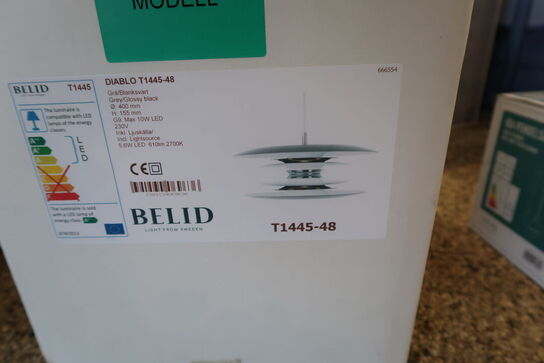 MODELL
BELID
T1445
The luminaire is
compatible with LED
lamps of the energy
classes:
A++
A+
A
B
C
D
E
LED
The luminaire is sold
with a LED lamp of
energy class:
874/2012
DIABLO T1445-48
Grå/Blanksvart
Grey/Glossy black
Ø: 400 mm
H: 155 mm
G9, Max 10W LED
230V
Inkl. Ljuskälla/
Incl. Lightsource
5.6W LED 610lm 2700K
CE
BELID
LIGHT FROM SWEDEN
666554
T1445-48